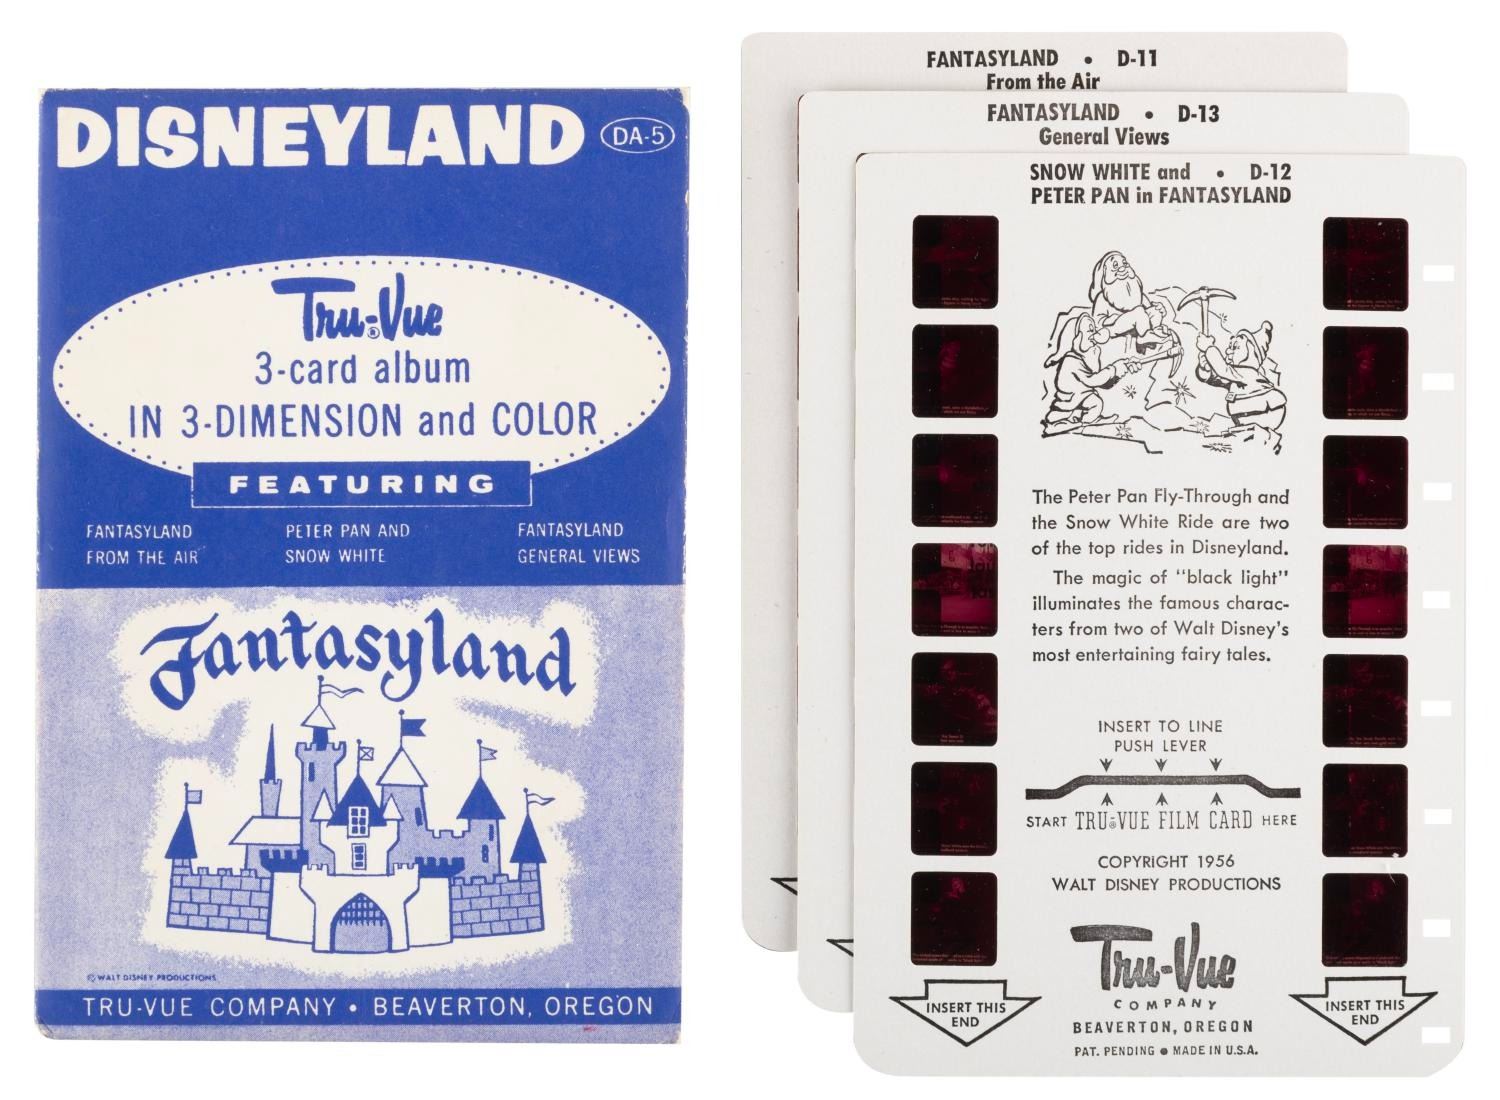 DISNEYLAND DA-5
Tru-Vue®
3-card album
IN 3-DIMENSION and COLOR
FEATURING
FANTASYLAND
FROM THE AIR
PETER PAN AND
SNOW WHITE
FANTASYLAND
GENERAL VIEWS
Fantasyland
© WALT DISNEY PRODUCTIONS
TRU-VUE COMPANY • BEAVERTON, OREGON
FANTASYLAND • D-11
From the Air
FANTASYLAND • D-13
General Views
SNOW WHITE and • D-12
PETER PAN in FANTASYLAND
The Peter Pan Fly-Through and
the Snow White Ride are two
of the top rides in Disneyland.
The magic of "black light"
illuminates the famous charac-
ters from two of Walt Disney's
most entertaining fairy tales.
INSERT TO LINE
PUSH LEVER
START TRU®VUE FILM CARD HERE
COPYRIGHT 1956
WALT DISNEY PRODUCTIONS
Tru-Vue
COMPANY
BEAVERTON, OREGON
PAT. PENDING • MADE IN U.S.A.
INSERT THIS
END
INSERT THIS
END